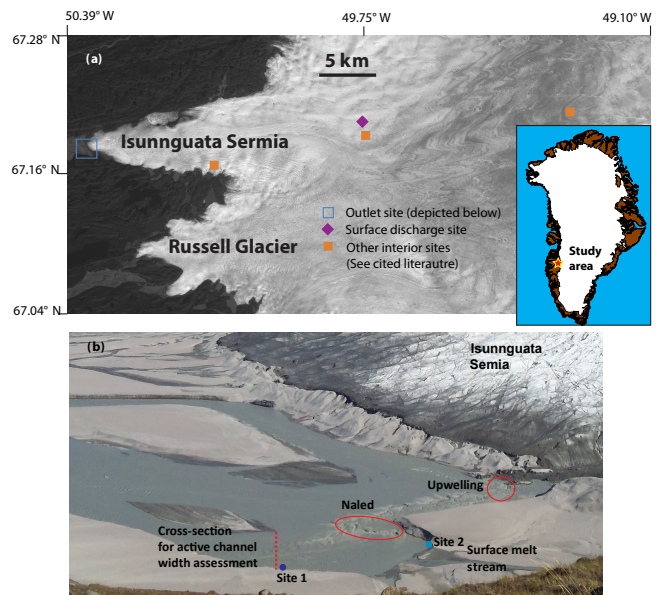 50.39° W
49.75° W
49.10° W
67.28° N
(a)
5 km
Isunnguata Sermia
67.16° N
Outlet site (depicted below)
Surface discharge site
Russell Glacier
Other interior sites
(See cited literautre)
Study
area
67.04° N
(b)
Isunnguata
Semia
Upwelling
Naled
Cross-section
for active channel
width assessment
Site 2
Surface melt
stream
Site 1